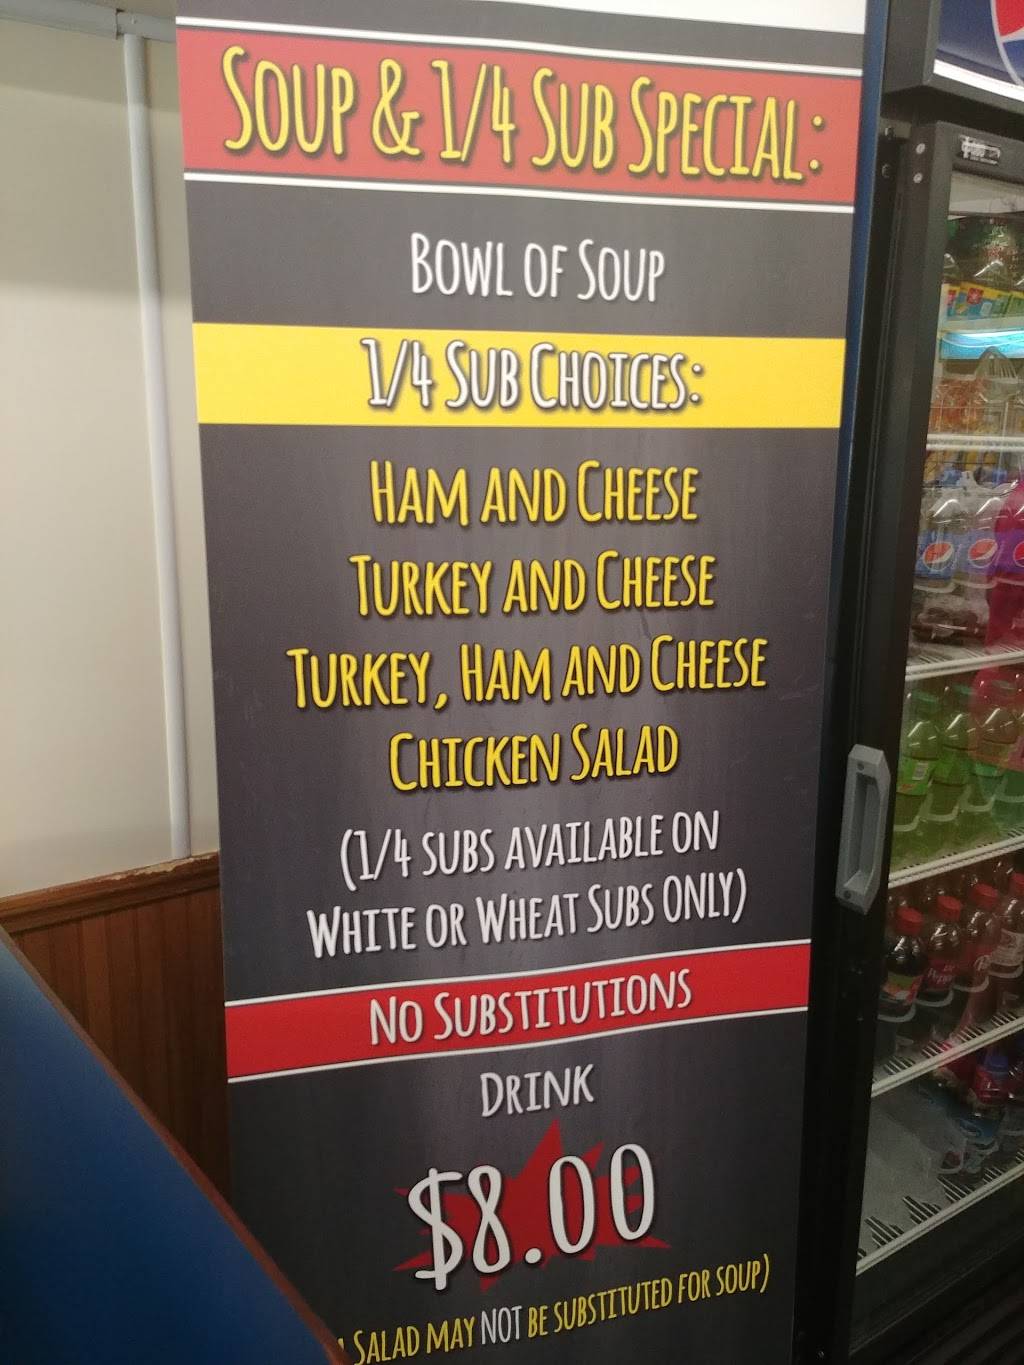 Soup & 1/4 Sub Special:
Bowl of Soup
1/4 Sub Choices:
Ham and Cheese
Turkey and Cheese
Turkey, Ham and Cheese
Chicken Salad
(1/4 subs available on
White or Wheat Subs ONLY)
No Substitutions
Drink
$8.00
Salad may NOT be substituted for soup)